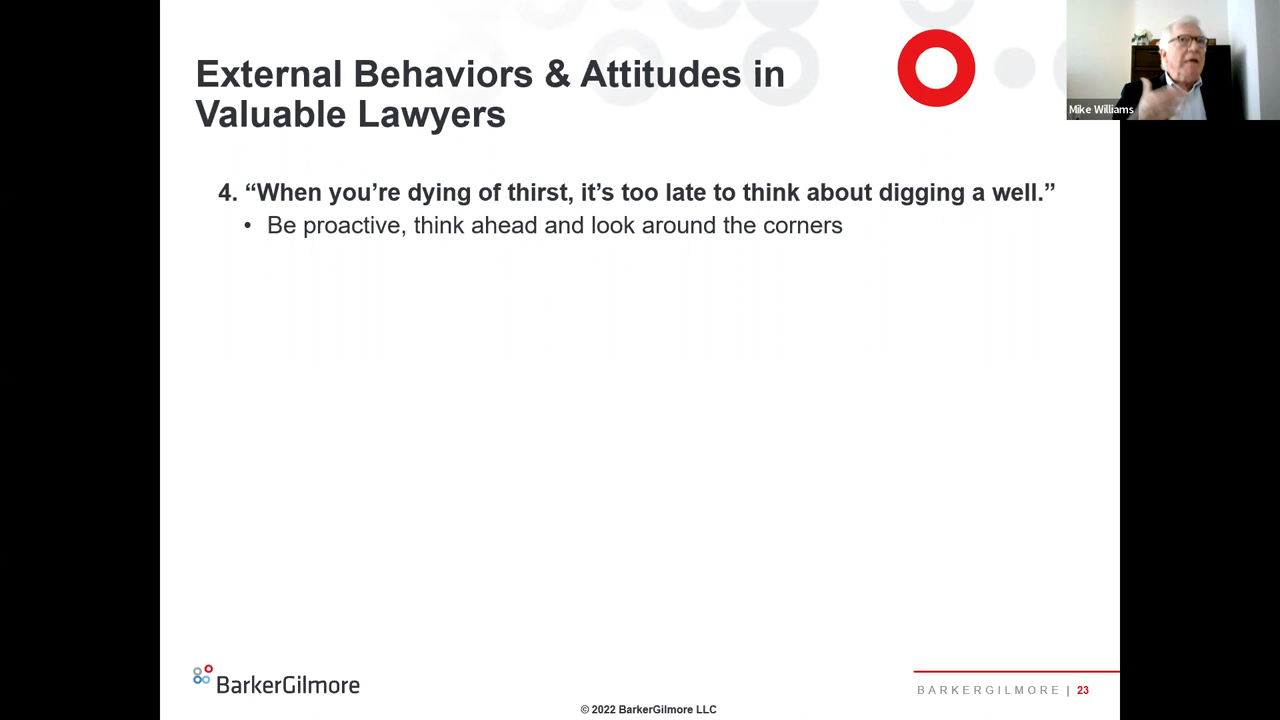 External Behaviors & Attitudes in
Valuable Lawyers
Mike Williams
4. “When you’re dying of thirst, it’s too late to think about digging a well.”
• Be proactive, think ahead and look around the corners
BarkerGilmore
BARKERGILMORE | 23
© 2022 BarkerGilmore LLC